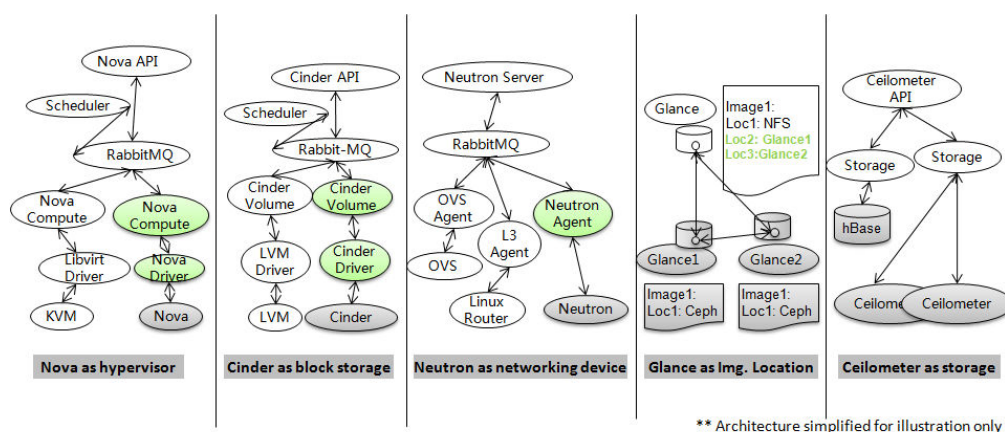 Nova API
Scheduler
RabbitMQ
Nova
Compute
Nova
Compute
Libvirt
Driver
Nova
Driver
KVM
Nova
Nova as hypervisor
Cinder API
Scheduler
Rabbit-MQ
Cinder
Volume
Cinder
Volume
LVM
Driver
Cinder
Driver
LVM
Cinder
Cinder as block storage
Neutron Server
RabbitMQ
OVS
Agent
L3
Agent
Neutron
Agent
OVS
Linux
Router
Neutron
Neutron as networking device
Glance
Image1:
Loc1: NFS
Loc2: Glance1
Loc3:Glance2
Glance1
Glance2
Image1:
Loc1: Ceph
Image1:
Loc1: Ceph
Glance as Img. Location
Ceilometer
API
Storage
Storage
hBase
Ceilome
Ceilometer
Ceilometer as storage
** Architecture simplified for illustration only